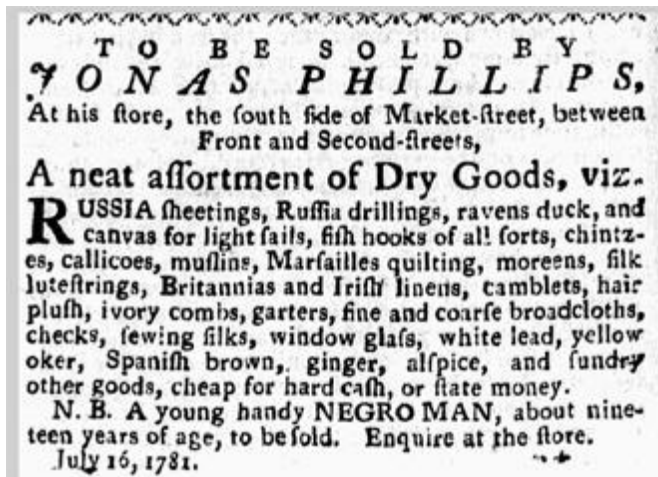 TO BE SOLD BY
JONAS PHILLIPS,
At his ſtore, the ſouth ſide of Market-ſtreet, between
Front and Second-ſtreets,
A neat aſſortment of Dry Goods, viz.
RUSSIA ſheetings, Ruſſia drillings, ravens duck, and
canvas for light ſails, fiſh hooks of all ſorts, chintz-
es, callicoes, muſlins, Marſailles quilting, moreens, ſilk
luteſtrings, Britannias and Iriſh linens, camblets, hair
pluſh, ivory combs, garters, fine and coarſe broadcloths,
checks, ſewing ſilks, window glaſs, white lead, yellow
oker, Spaniſh brown, ginger, alſpice, and ſundry
other goods, cheap for hard caſh, or ſtate money.
N. B. A young handy NEGRO MAN, about nine-
teen years of age, to be ſold. Enquire at the ſtore.
July 16, 1781.